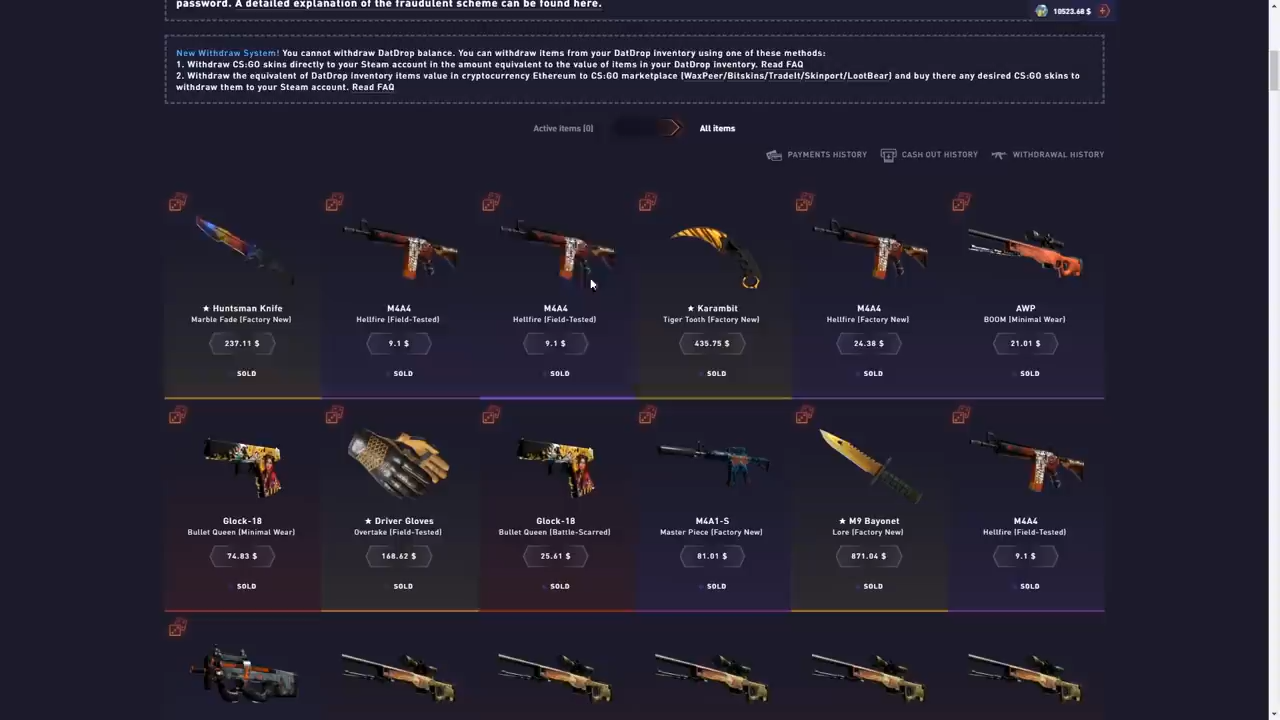 password. A detailed explanation of the fraudulent scheme can be found here.
10523.68 $
New Withdraw System! You cannot withdraw DatDrop balance. You can withdraw items from your DatDrop inventory using one of these methods:
1. Withdraw CS:GO skins directly to your Steam account in the amount equivalent to the value of items in your DatDrop inventory. Read FAQ
2. Withdraw the equivalent of DatDrop inventory items value in cryptocurrency Ethereum to CS:GO marketplace (WaxPeer/Bitskins/TradeIt/Skinport/LootBear) and buy there any desired CS:GO skins to
withdraw them to your Steam account. Read FAQ
Active items (0) All items
PAYMENTS HISTORY CASH OUT HISTORY WITHDRAWAL HISTORY
★ Huntsman Knife M4A4 M4A4 ★ Karambit M4A4 AWP
Marble Fade (Factory New) Hellfire (Field-Tested) Hellfire (Field-Tested) Tiger Tooth (Factory New) Hellfire (Factory New) BOOM (Minimal Wear)
237.11 $ 9.1 $ 9.1 $ 435.75 $ 24.38 $ 21.01 $
SOLD SOLD SOLD SOLD SOLD SOLD
Glock-18 ★ Driver Gloves Glock-18 M4A1-S ★ M9 Bayonet M4A4
Bullet Queen (Minimal Wear) Overtake (Field-Tested) Bullet Queen (Battle-Scarred) Master Piece (Factory New) Lore (Factory New) Hellfire (Field-Tested)
74.83 $ 168.62 $ 25.61 $ 81.01 $ 871.04 $ 9.1 $
SOLD SOLD SOLD SOLD SOLD SOLD